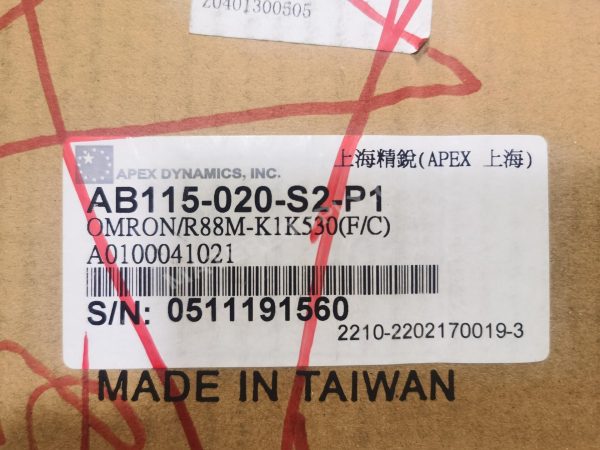 Z0401300605
APEX DYNAMICS, INC.
上海精銳(APEX 上海)
AB115-020-S2-P1
OMRON/R88M-K1K530(F/C)
A0100041021
S/N: 0511191560
2210-2202170019-3
MADE IN TAIWAN